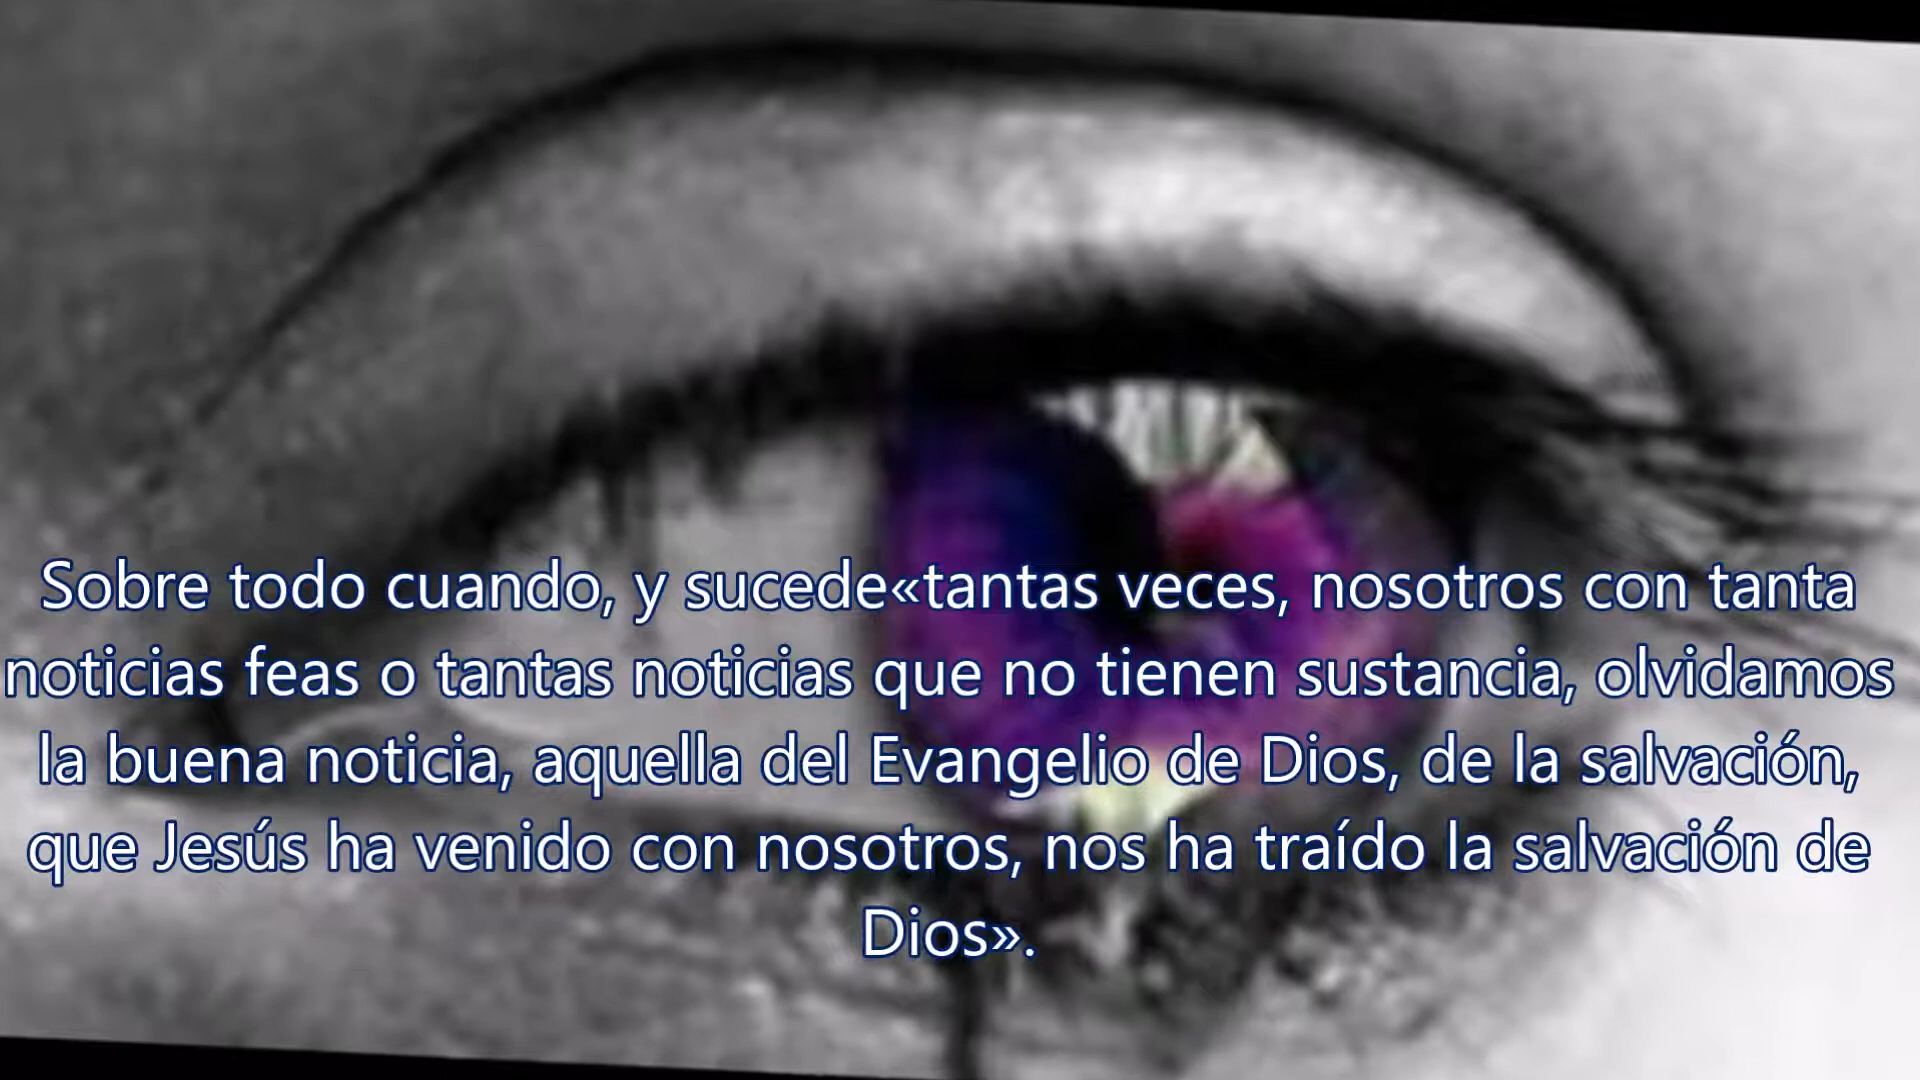 Sobre todo cuando, y sucede«tantas veces, nosotros con tanta
noticias feas o tantas noticias que no tienen sustancia, olvidamos
la buena noticia, aquella del Evangelio de Dios, de la salvación,
que Jesús ha venido con nosotros, nos ha traído la salvación de
Dios».